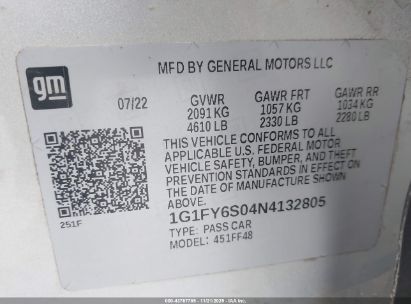 gm
MFD BY GENERAL MOTORS LLC
07/22 GVWR GAWR FRT GAWR RR
2091 KG 1057 KG 1034 KG
4610 LB 2330 LB 2280 LB
THIS VEHICLE CONFORMS TO ALL
APPLICABLE U.S. FEDERAL MOTOR
VEHICLE SAFETY, BUMPER, AND THEFT
PREVENTION STANDARDS IN EFFECT ON
THE DATE OF MANUFACTURE SHOWN
ABOVE.
251F
1G1FY6S04N4132805
TYPE: PASS CAR
MODEL: 451FF48